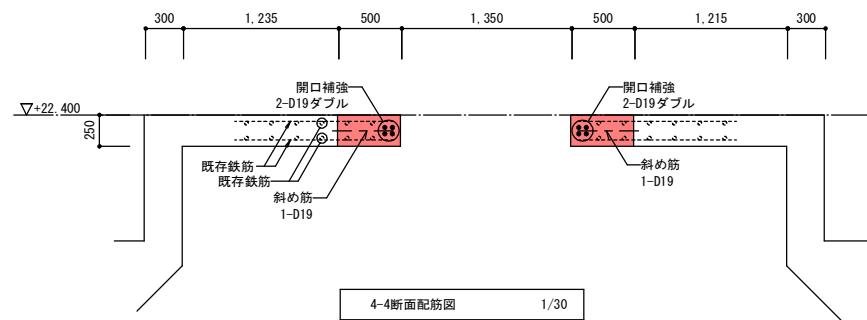 300 1,235 500 1,350 500 1,215 300
開口補強
2-D19ダブル
開口補強
2-D19ダブル
▽+22.400
250
既存鉄筋
既存鉄筋
斜め筋
1-D19
斜め筋
1-D19
4-4断面配筋図 1/30